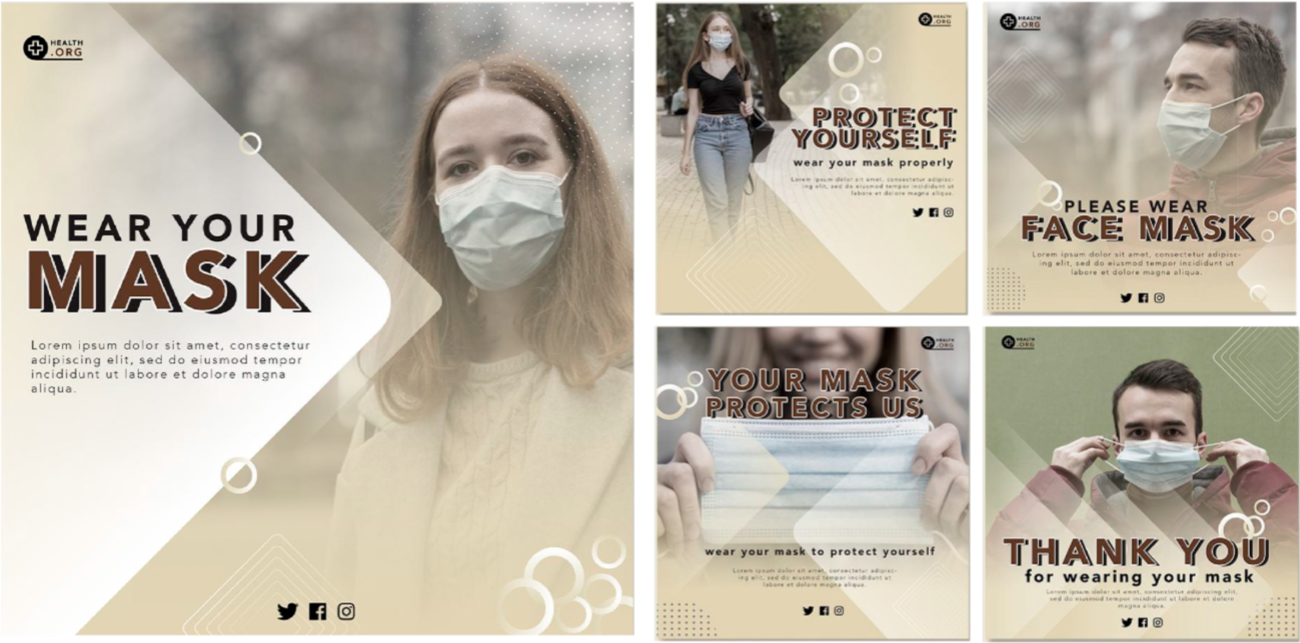 HEALTH
.ORG
WEAR YOUR
MASK
Lorem ipsum dolor sit amet, consectetur
adipiscing elit, sed do eiusmod tempor
incididunt ut labore et dolore magna
aliqua.
HEALTH
.ORG
PROTECT
YOURSELF
wear your mask properly
Lorem ipsum dolor sit amet, consectetur adipisc-
ing elit, sed do eiusmod tempor incididunt ut
labore et dolore magna aliqua.
HEALTH
.ORG
PLEASE WEAR
FACE MASK
Lorem ipsum dolor sit amet, consectetur adipisc-
ing elit, sed do eiusmod tempor incididunt ut
labore et dolore magna aliqua.
HEALTH
.ORG
YOUR MASK
PROTECTS US
wear your mask to protect yourself
Lorem ipsum dolor sit amet, consectetur adipisc-
ing elit, sed do eiusmod tempor incididunt ut
labore et dolore magna aliqua.
HEALTH
.ORG
THANK YOU
for wearing your mask
Lorem ipsum dolor sit amet, consectetur adipiscing elit,
sed do eiusmod tempor incididunt ut labore et dolore
magna aliqua.